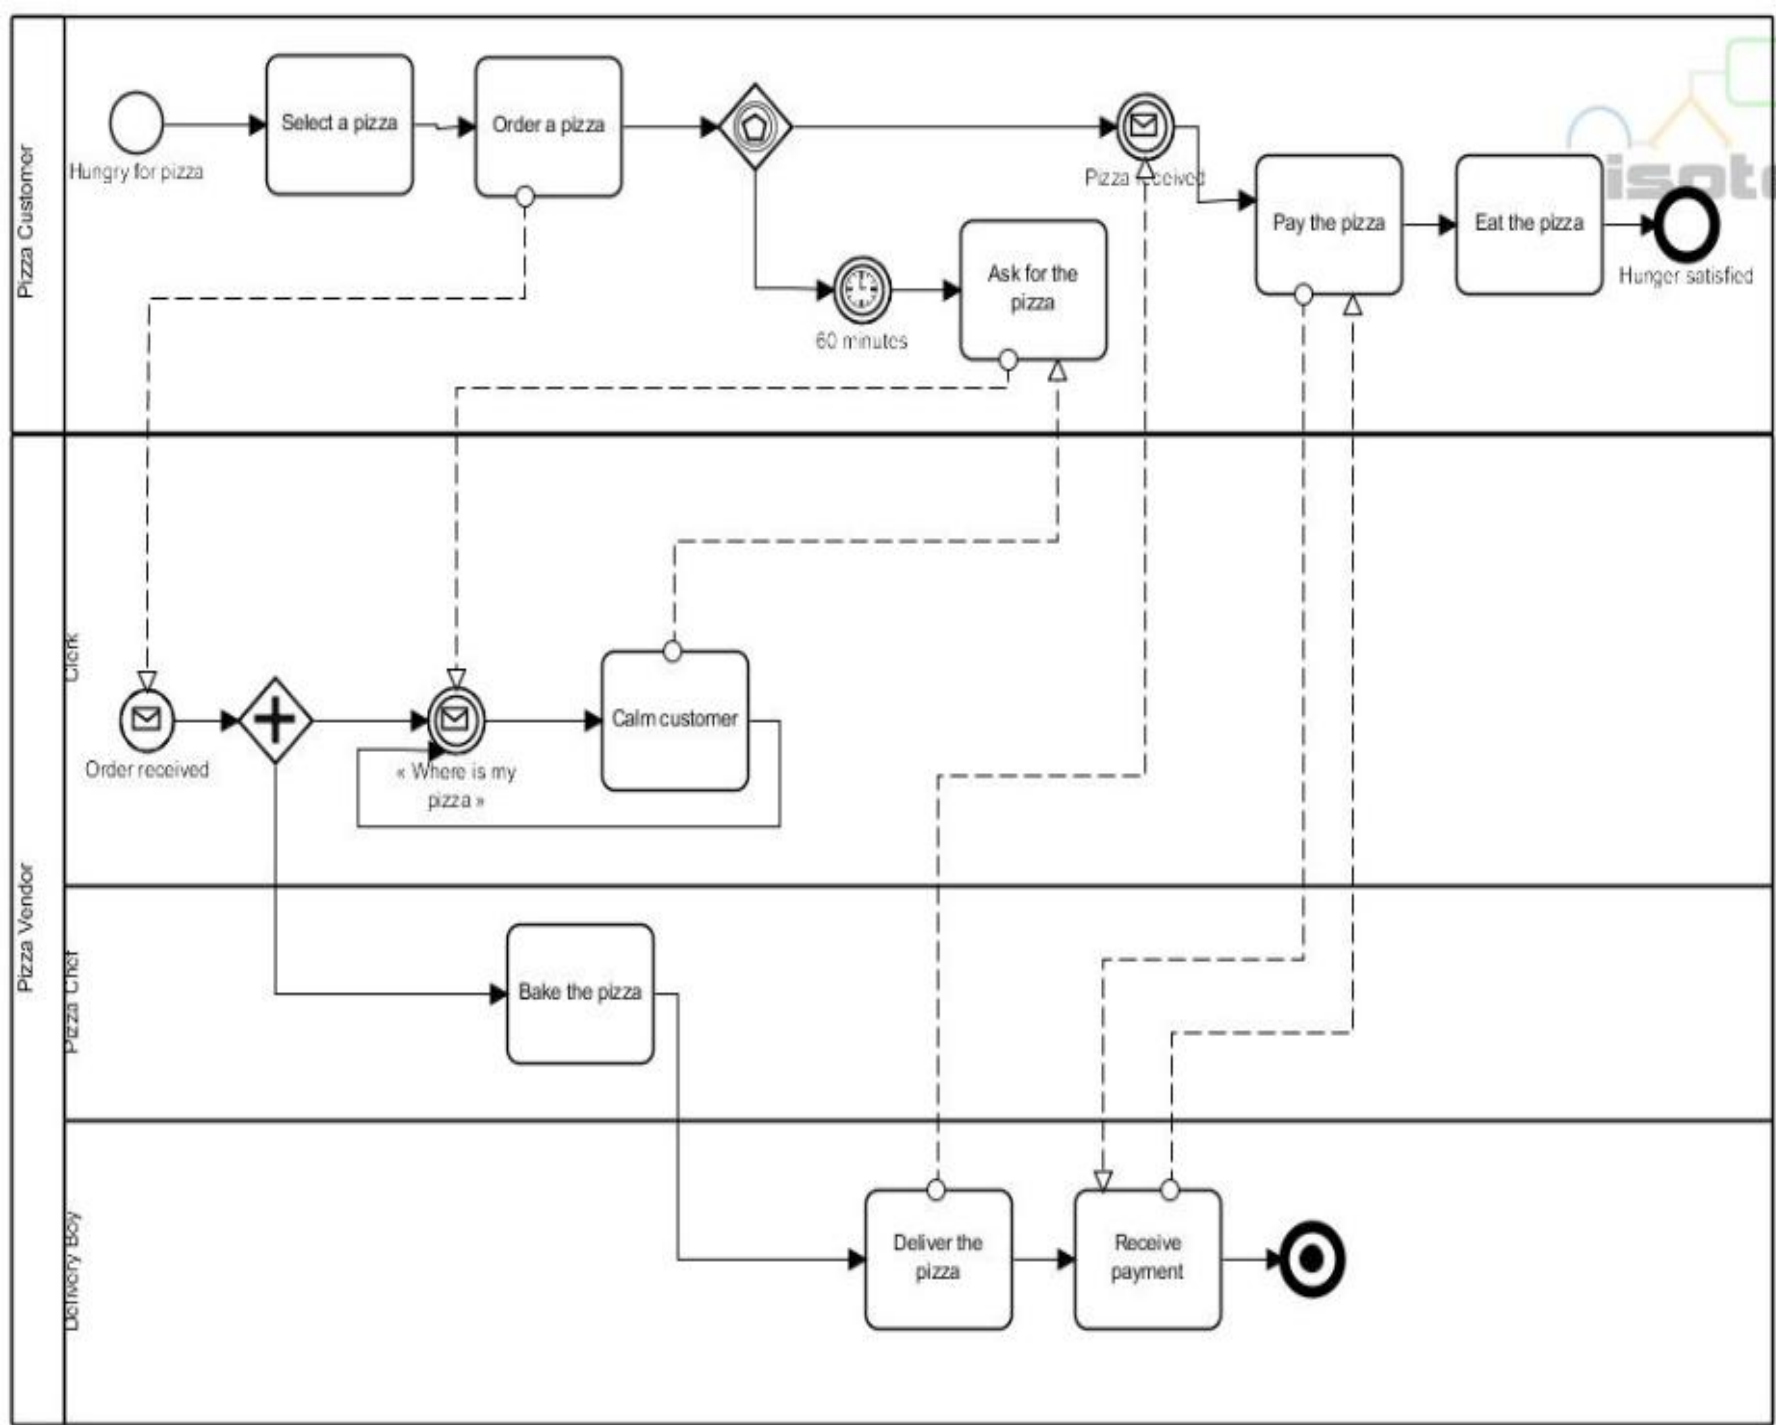 Pizza Customer
Select a pizza
Order a pizza
Hungry for pizza
Pizza received
Pay the pizza
Eat the pizza
Hunger satisfied
Ask for the
pizza
60 minutes
Pizza Vendor
Clerk
Order received
« Where is my
pizza »
Calm customer
Pizza Chef
Bake the pizza
Delivery Boy
Deliver the
pizza
Receive
payment